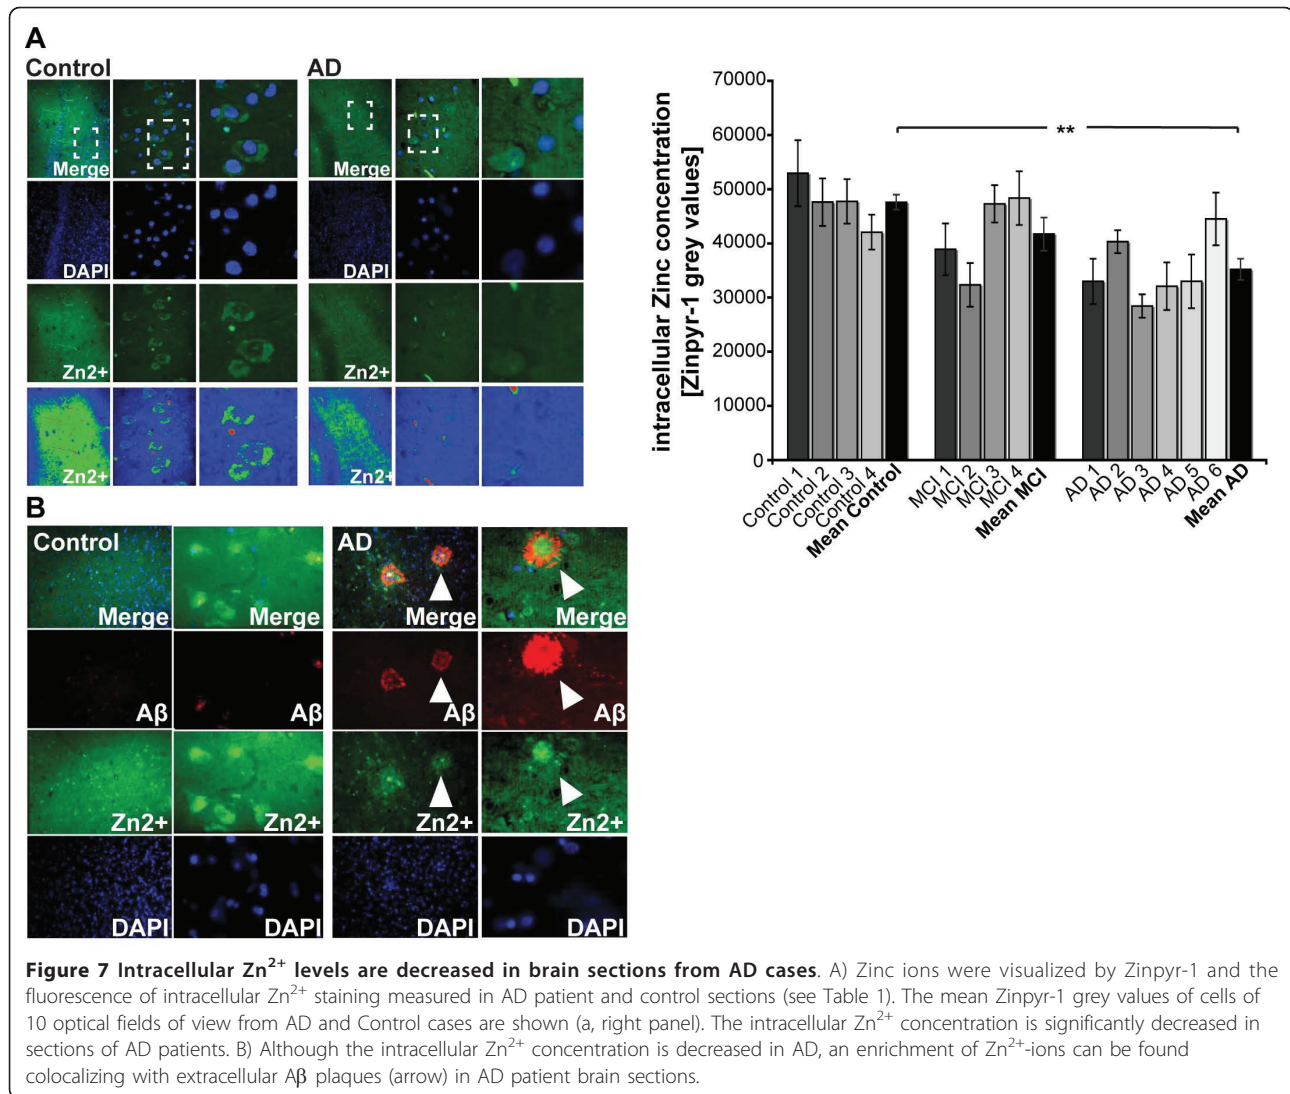 A
Control
AD
Merge
Merge
DAPI
DAPI
Zn2+
Zn2+
Zn2+
Zn2+
intracellular Zinc concentration
[Zinpyr-1 grey values]
70000
60000
50000
40000
30000
20000
10000
0
**
Control 1
Control 2
Control 3
Control 4
Mean Control
MCI 1
MCI 2
MCI 3
MCI 4
Mean MCI
AD 1
AD 2
AD 3
AD 4
AD 5
AD 6
Mean AD
B
Control
AD
Merge
Merge
Merge
Merge
Aβ
Aβ
Aβ
Aβ
Zn2+
Zn2+
Zn2+
Zn2+
DAPI
DAPI
DAPI
DAPI
Figure 7 Intracellular Zn²⁺ levels are decreased in brain sections from AD cases. A) Zinc ions were visualized by Zinpyr-1 and the
fluorescence of intracellular Zn²⁺ staining measured in AD patient and control sections (see Table 1). The mean Zinpyr-1 grey values of cells of
10 optical fields of view from AD and Control cases are shown (a, right panel). The intracellular Zn²⁺ concentration is significantly decreased in
sections of AD patients. B) Although the intracellular Zn²⁺ concentration is decreased in AD, an enrichment of Zn²⁺-ions can be found
colocalizing with extracellular Aβ plaques (arrow) in AD patient brain sections.